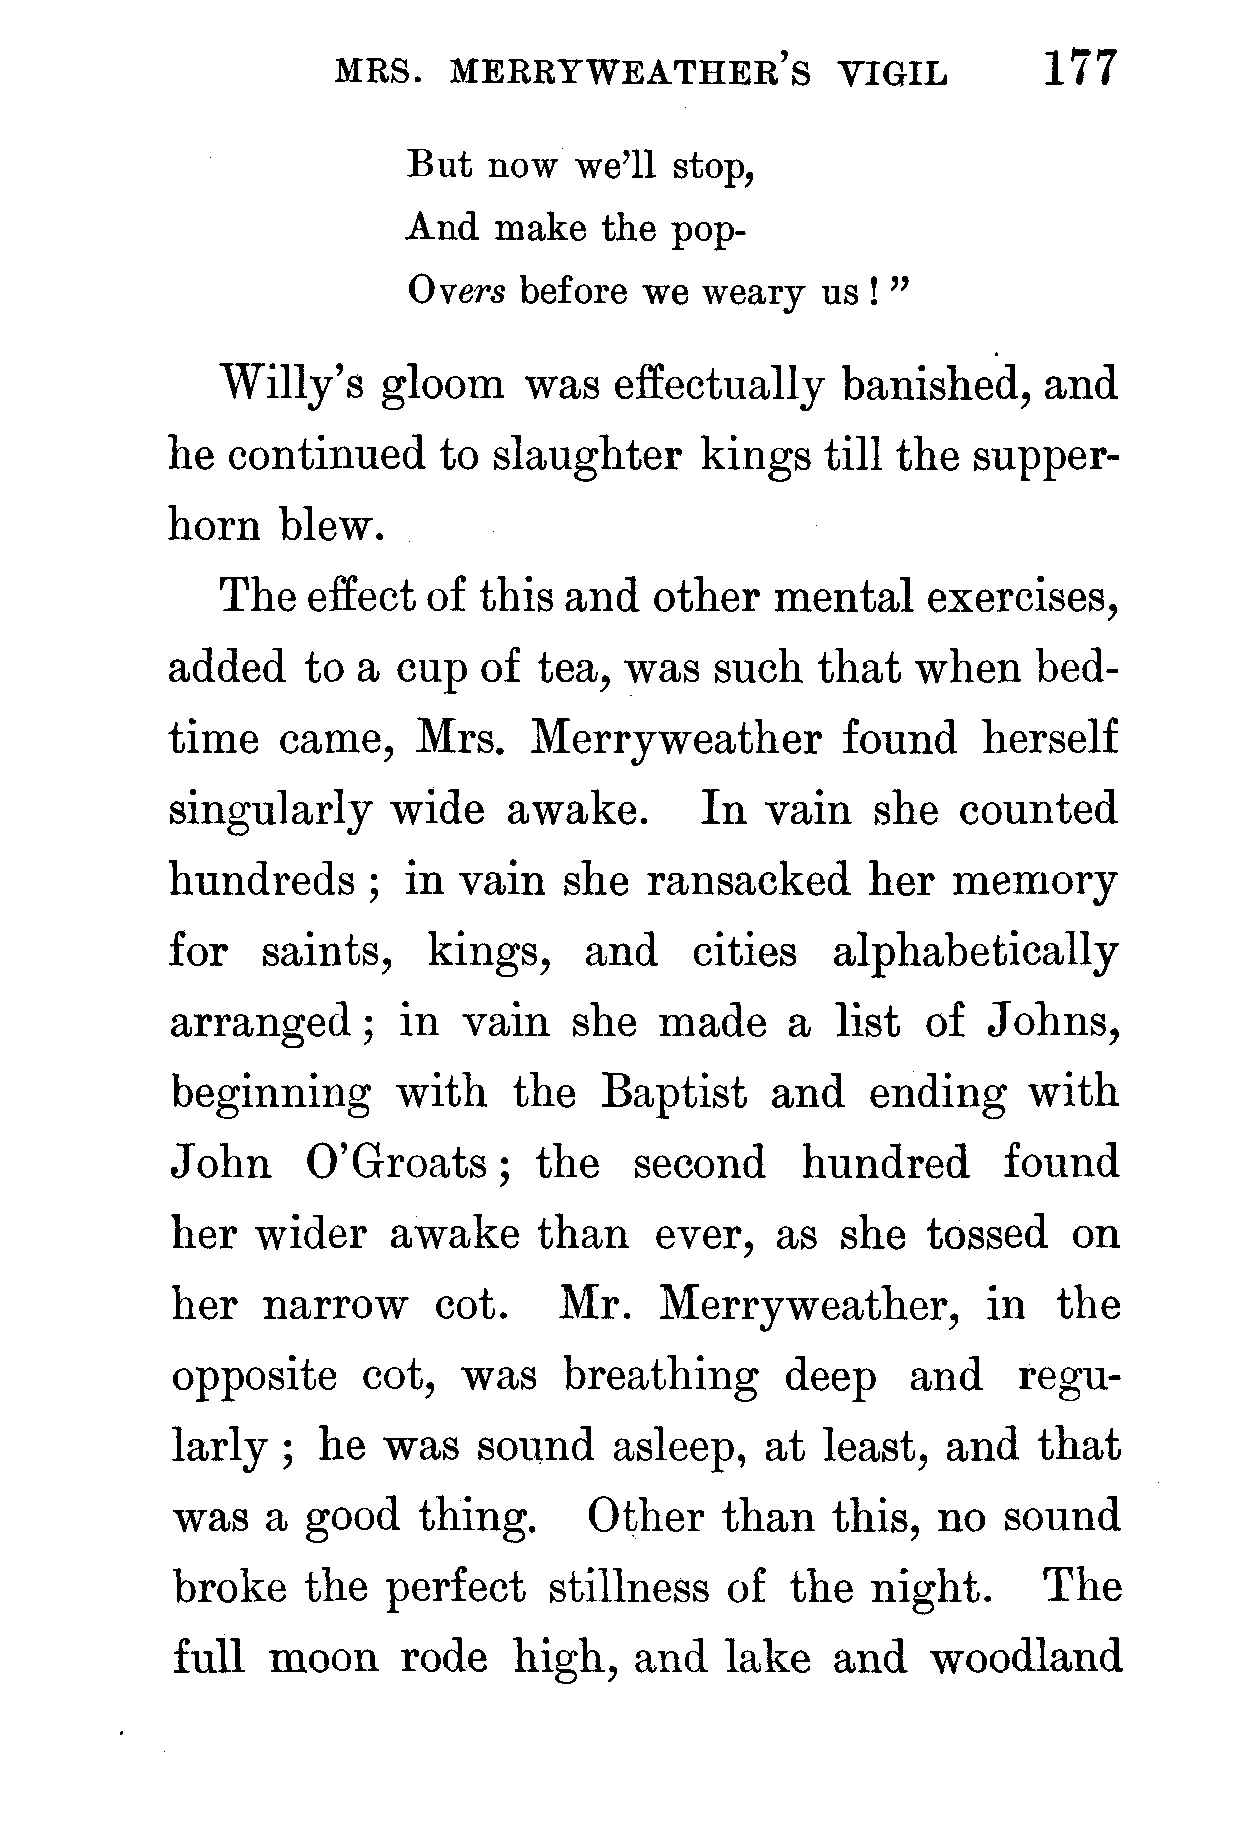 MRS. MERRYWEATHER'S VIGIL 177
But now we'll stop,
And make the pop-
Overs before we weary us ! "
Willy's gloom was effectually banished, and
he continued to slaughter kings till the supper-
horn blew.
The effect of this and other mental exercises,
added to a cup of tea, was such that when bed-
time came, Mrs. Merryweather found herself
singularly wide awake. In vain she counted
hundreds ; in vain she ransacked her memory
for saints, kings, and cities alphabetically
arranged ; in vain she made a list of Johns,
beginning with the Baptist and ending with
John O'Groats ; the second hundred found
her wider awake than ever, as she tossed on
her narrow cot. Mr. Merryweather, in the
opposite cot, was breathing deep and regu-
larly ; he was sound asleep, at least, and that
was a good thing. Other than this, no sound
broke the perfect stillness of the night. The
full moon rode high, and lake and woodland